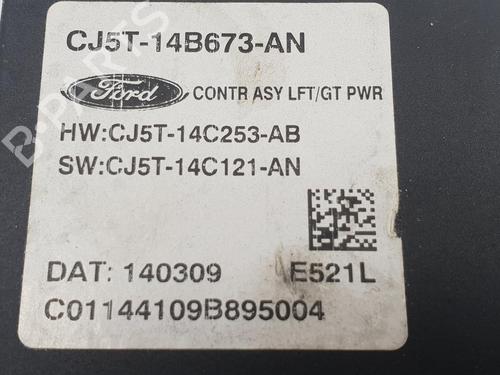 CJ5T-14B673-AN
Ford CONTR ASY LFT/GT PWR
HW:CJ5T-14C253-AB
SW:CJ5T-14C121-AN
DAT: 140309 E521L
C01144109B895004
B-PARTS